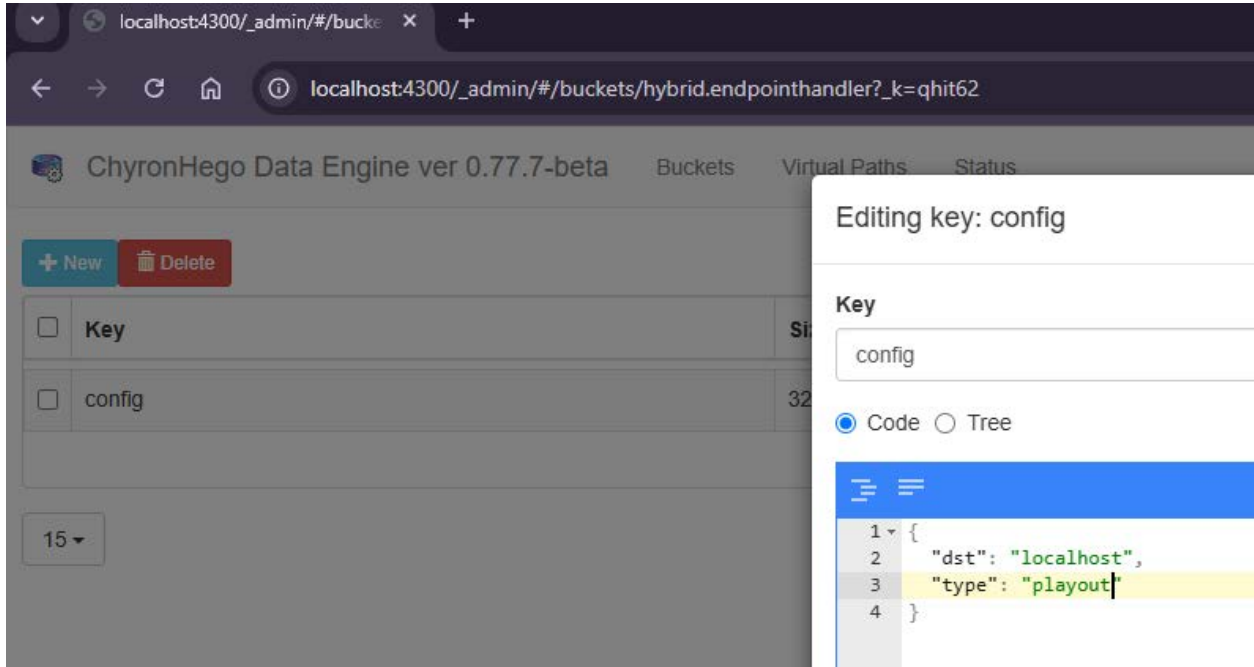 localhost:4300/_admin/#/bucke
localhost:4300/_admin/#/buckets/hybrid.endpointhandler?_k=qhit62
ChyronHego Data Engine ver 0.77.7-beta Buckets Virtual Paths Status
Editing key: config
New Delete
Key
Key
config
config 32
Code Tree
15
1 {
2 "dst": "localhost",
3 "type": "playout"
4 }